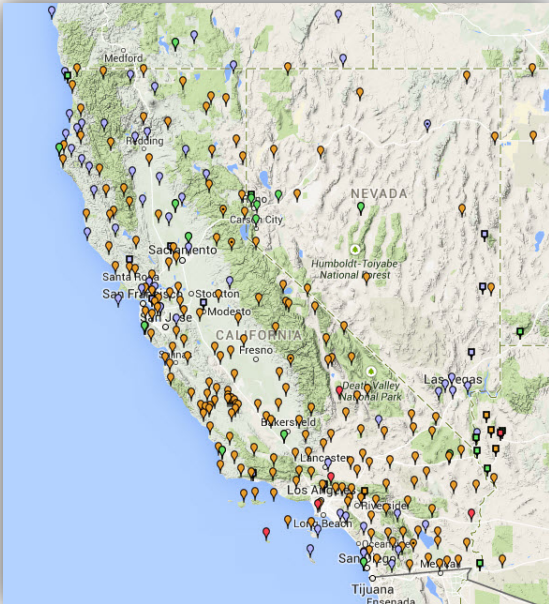 Medford
Redding
NEVADA
Carson City
Sacramento
Humboldt-Toiyabe
National Forest
Santa Rosa
San Francisco
Stockton
San Jose
Modesto
CALIFORNIA
Fresno
Death Valley
National Park
Las Vegas
Bakersfield
Lancaster
Los Angeles
Riverside
Long Beach
Oceanside
San Diego
Mexicali
Tijuana
Ensenada